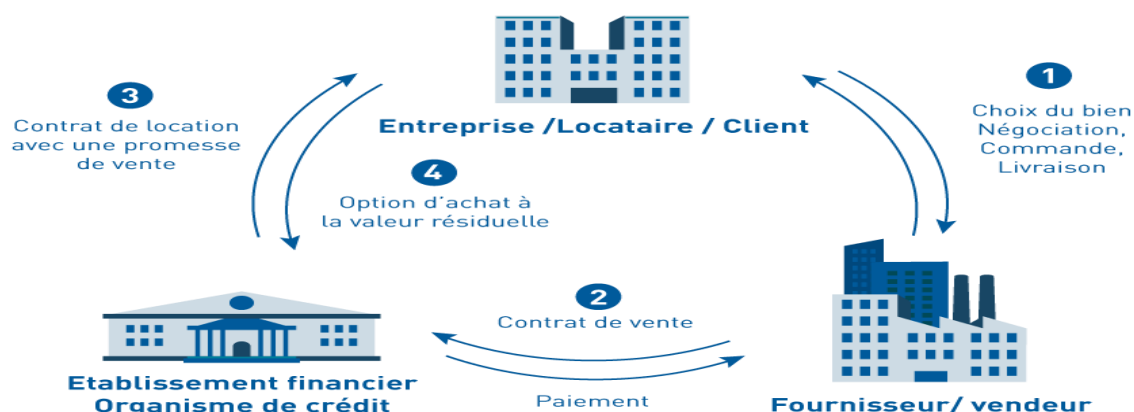 3
Contrat de location
avec une promesse
de vente
Entreprise /Locataire / Client
1
Choix du bien
Négociation,
Commande,
Livraison
4
Option d'achat à
la valeur résiduelle
2
Contrat de vente
Paiement
Etablissement financier
Organisme de crédit
Fournisseur/ vendeur